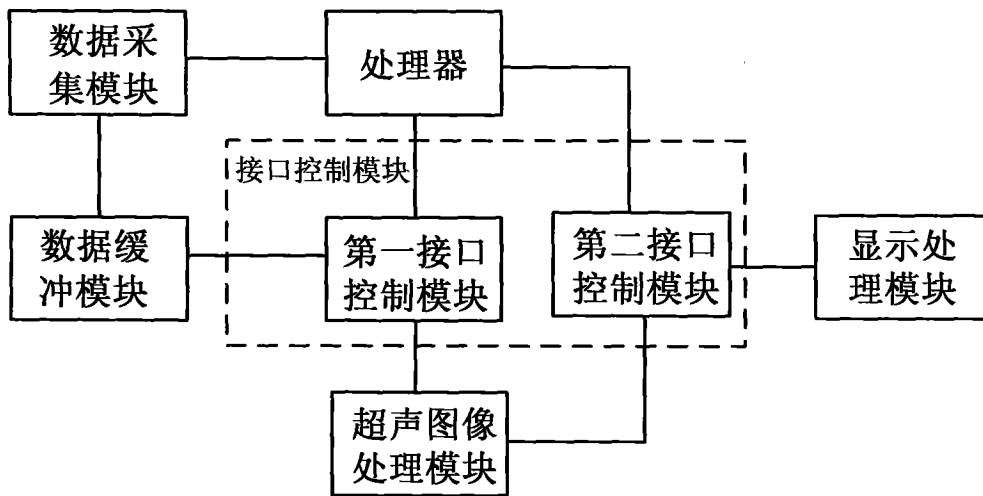 数据采
集模块
处理器
接口控制模块
数据缓
冲模块
第一接口
控制模块
第二接口
控制模块
显示处
理模块
超声图像
处理模块